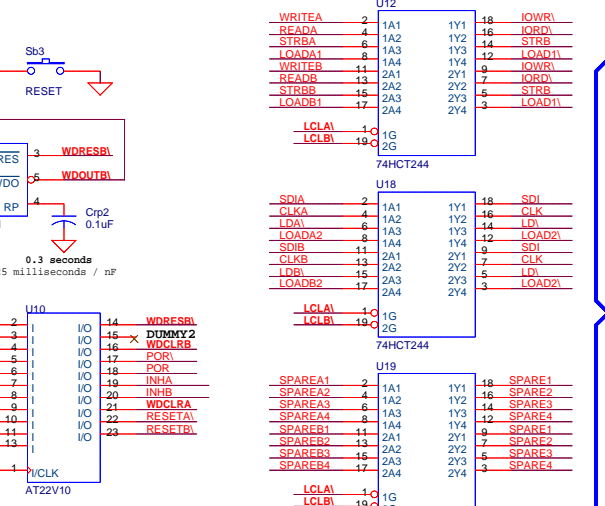 Sb3
RESET
RES
3
WDRESB\
/DO
5
WDOUTB\
RP
4
Crp2
0.1uF
0.3 seconds
5 milliseconds / nF
U10
2 I I/O 14 WDRESB\
3 I I/O 15 DUMMY2
4 I I/O 16 WDCLRB
5 I I/O 17 POR\
6 I I/O 18 POR
7 I I/O 19 INHA
8 I I/O 20 INHB
9 I I/O 21 WDCLRA
10 I I/O 22 RESETA\
11 I I/O 23 RESETB\
13 I
1 I/CLK
AT22V10
U12
WRITEA 2 1A1 1Y1 18 IOWR\
READA 4 1A2 1Y2 16 IORD\
STRBA 6 1A3 1Y3 14 STRB
LOADA1 8 1A4 1Y4 12 LOAD1\
WRITEB 11 2A1 2Y1 9 IOWR\
READB 13 2A2 2Y2 7 IORD\
STRBB 15 2A3 2Y3 5 STRB
LOADB1 17 2A4 2Y4 3 LOAD1\
LCLA\ 1 1G
LCLB\ 19 2G
74HCT244
U18
SDIA 2 1A1 1Y1 18 SDI
CLKA 4 1A2 1Y2 16 CLK
LDA\ 6 1A3 1Y3 14 LD\
LOADA2 8 1A4 1Y4 12 LOAD2\
SDIB 11 2A1 2Y1 9 SDI
CLKB 13 2A2 2Y2 7 CLK
LDB\ 15 2A3 2Y3 5 LD\
LOADB2 17 2A4 2Y4 3 LOAD2\
LCLA\ 1 1G
LCLB\ 19 2G
74HCT244
U19
SPAREA1 2 1A1 1Y1 18 SPARE1
SPAREA2 4 1A2 1Y2 16 SPARE2
SPAREA3 6 1A3 1Y3 14 SPARE3
SPAREA4 8 1A4 1Y4 12 SPARE4
SPAREB1 11 2A1 2Y1 9 SPARE1
SPAREB2 13 2A2 2Y2 7 SPARE2
SPAREB3 15 2A3 2Y3 5 SPARE3
SPAREB4 17 2A4 2Y4 3 SPARE4
LCLA\ 1 1G
LCLB\ 19 2G